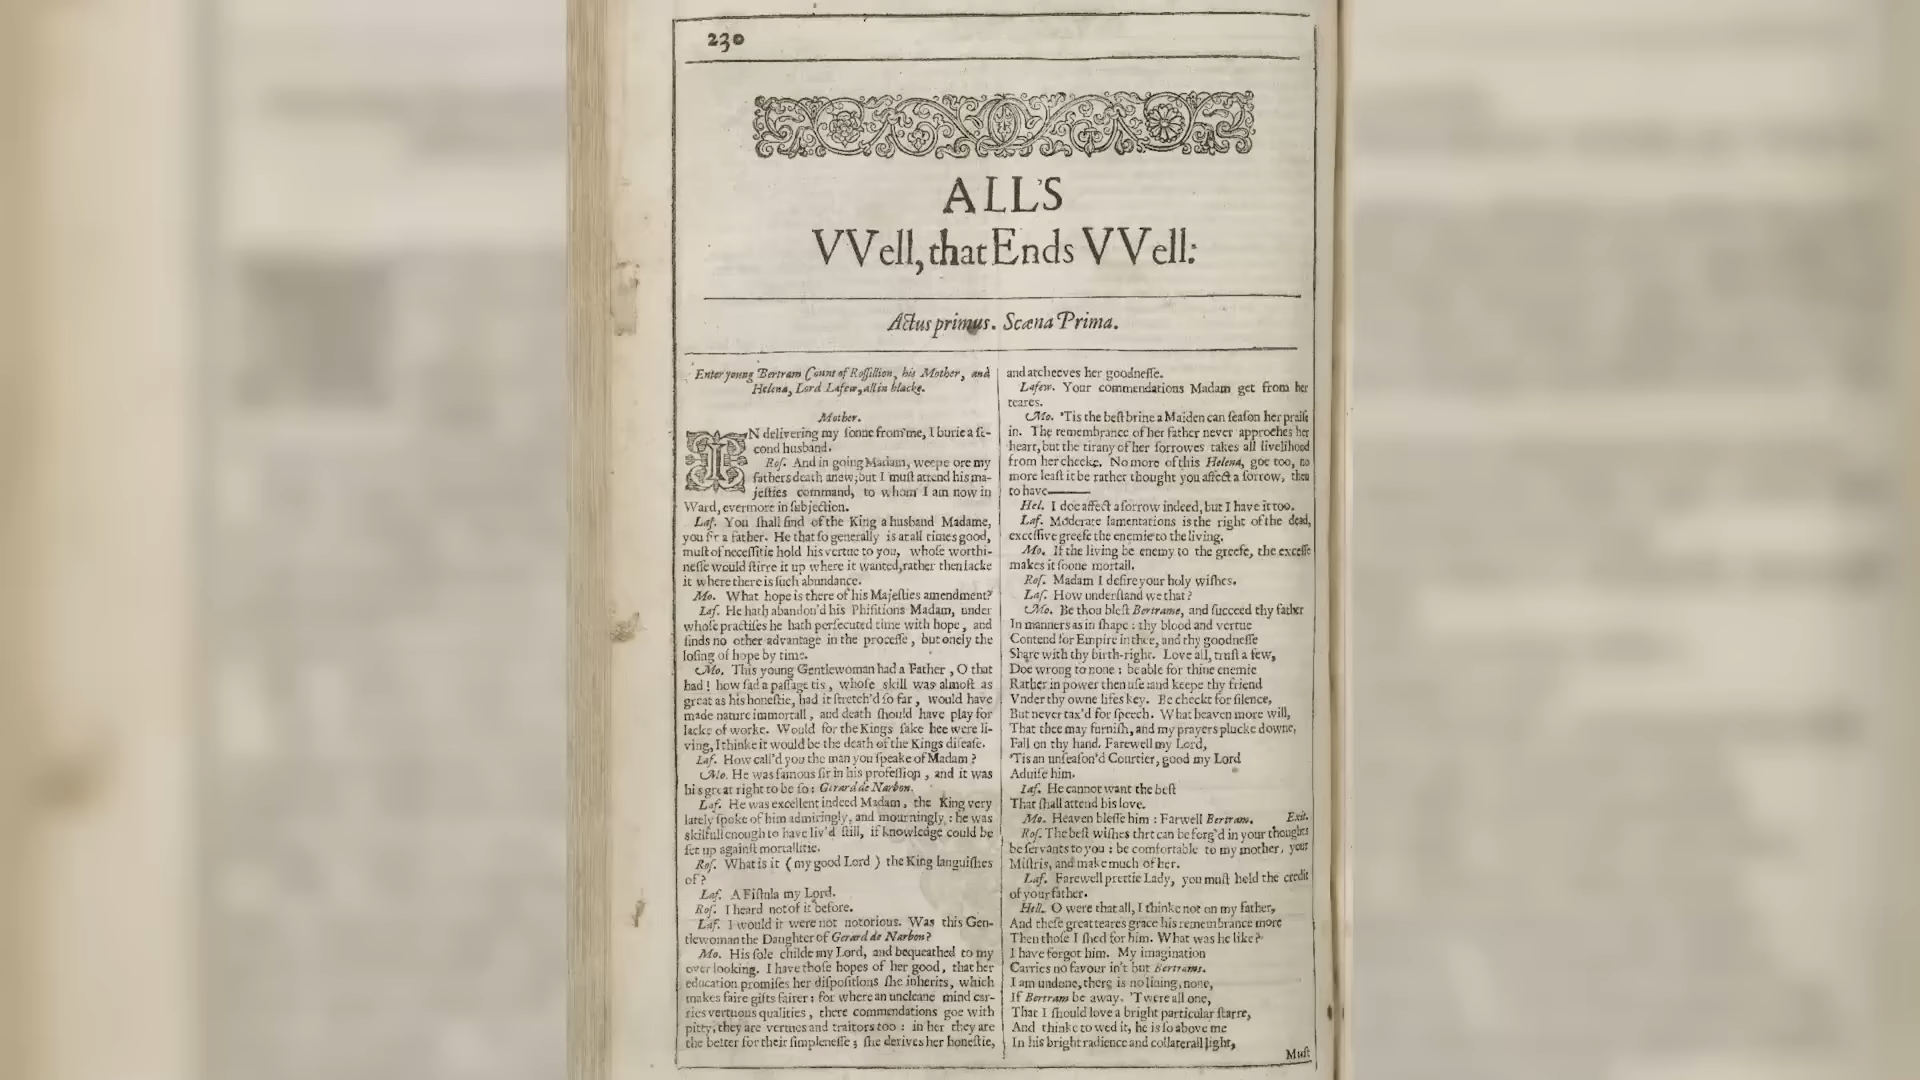 230
ALL'S
VVell, that Ends VVell:
Actus primus. Scæna Prima.
Enter young Bertram Count of Rossillion, his Mother, and
Helena, Lord Lafew, all in blacke.
Mother.
IN delivering my ſonne from me, I burie a ſe-
cond husband.
Roſ. And in going Madam, weepe ore my
fathers death anew; but I muſt attend his ma-
jeſties command, to whom I am now in
Ward, evermore in ſubjection.
Laf. You ſhall find of the King a husband Madame,
you ſir a father. He that ſo generally is at all times good,
muſt of neceſſitie hold his vertue to you, whoſe worthi-
neſſe would ſtirre it up where it wanted, rather then lacke
it where there is ſuch abundance.
Mo. What hope is there of his Majeſties amendment?
Laf. He hath abandon'd his Phiſitions Madam, under
whoſe practiſes he hath perſecuted time with hope, and
finds no other advantage in the proceſſe, but onely the
loſing of hope by time.
Mo. This young Gentlewoman had a Father, O that
had! how ſad a paſſage tis, whoſe skill was almoſt as
great as his honeſtie, had it ſtretch'd ſo far, would have
made nature immortall, and death ſhould have play for
lacke of worke. Would for the Kings ſake hee were li-
ving, I thinke it would be the death of the Kings diſeaſe.
Laf. How call'd you the man you ſpeake of Madam?
Mo. He was famous ſir in his profeſſion, and it was
his great right to be ſo: Gerard de Narbon.
Laf. He was excellent indeed Madam, the King very
lately ſpoke of him admiringly, and mourningly: he was
skilfull enough to have liv'd ſtill, if knowledge could be
ſet up againſt mortallitie.
Roſ. What is it (my good Lord) the King languiſhes
of?
Laf. A Fiſtula my Lord.
Roſ. I heard not of it before.
Laf. I would it were not notorious. Was this Gen-
tlewoman the Daughter of Gerard de Narbon?
Mo. His ſole childe my Lord, and bequeathed to my
over looking. I have thoſe hopes of her good, that her
education promiſes her diſpoſitions ſhe inherits, which
makes faire gifts fairer: for where an uncleane mind car-
ries vertuous qualities, there commendations goe with
pitty, they are vertues and traitors too: in her they are
the better for their ſimpleneſſe; ſhe derives her honeſtie,
and atcheeves her goodneſſe.
Lafew. Your commendations Madam get from her
teares.
Mo. 'Tis the beſt brine a Maiden can ſeaſon her praiſe
in. The remembrance of her father never approches her
heart, but the tirany of her ſorrowes takes all livelihood
from her cheeke. No more of this Helena, goe too, no
more leaſt it be rather thought you affect a ſorrow, then
to have———
Hel. I doe affect a ſorrow indeed, but I have it too.
Laf. Moderate lamentations is the right of the dead,
exceſſive greefe the enemie to the living.
Mo. If the living be enemy to the greefe, the exceſſe
makes it ſoone mortall.
Roſ. Madam I deſire your holy wiſhes.
Laf. How underſtand we that?
Mo. Be thou bleſt Bertrame, and ſucceed thy father
In manners as in ſhape: thy blood and vertue
Contend for Empire in thee, and thy goodneſſe
Share with thy birth-right. Love all, truſt a few,
Doe wrong to none: be able for thine enemie
Rather in power then uſe: and keepe thy friend
Vnder thy owne lifes key. Be checkt for ſilence,
But never tax'd for ſpeech. What heaven more will,
That thee may furniſh, and my prayers plucke downe,
Fall on thy hand. Farewell my Lord,
'Tis an unſeaſon'd Courtier, good my Lord
Adviſe him.
Laf. He cannot want the beſt
That ſhall attend his love.
Mo. Heaven bleſſe him: Farwell Bertram. Exit.
Roſ. The beſt wiſhes thrt can be forg'd in your thoughts
be ſervants to you: be comfortable to my mother, your
Miſtris, and make much of her.
Laf. Farewell prettie Lady, you muſt hold the credit
of your father.
Hell. O were that all, I thinke not on my father,
And theſe great teares grace his remembrance more
Then thoſe I ſhed for him. What was he like?
I have forgot him. My imagination
Carries no favour in't but Bertrams.
I am undone, there is no living, none,
If Bertram be away. 'Twere all one,
That I ſhould love a bright particular ſtarre,
And thinke to wed it, he is ſo above me
In his bright radience and collaterall light,
Muſt